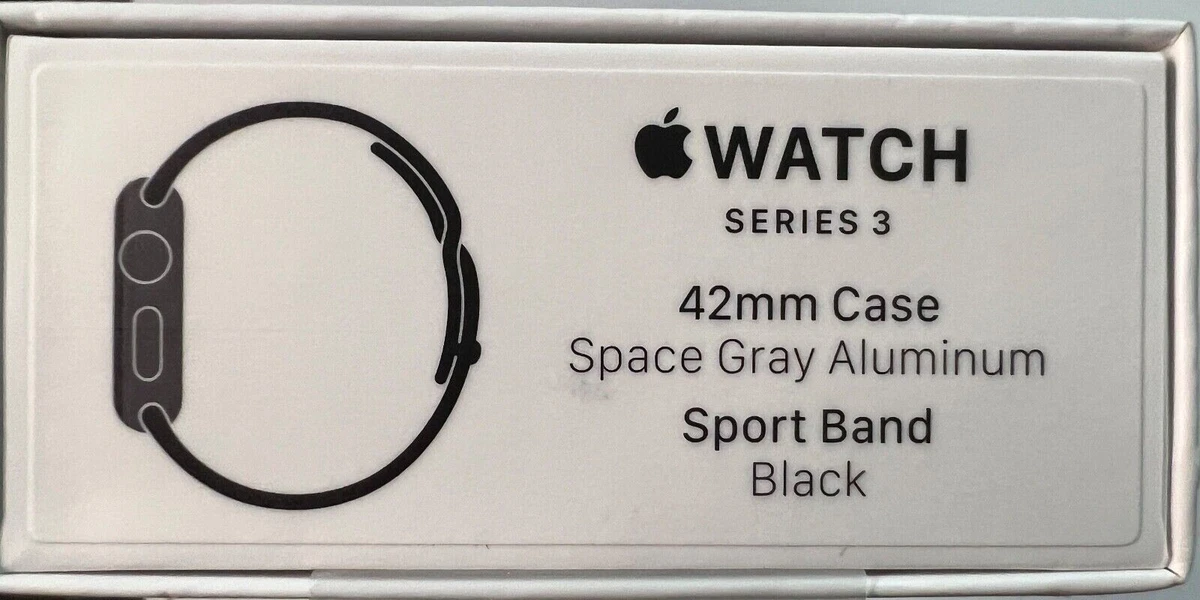 WATCH
SERIES 3
42mm Case
Space Gray Aluminum
Sport Band
Black